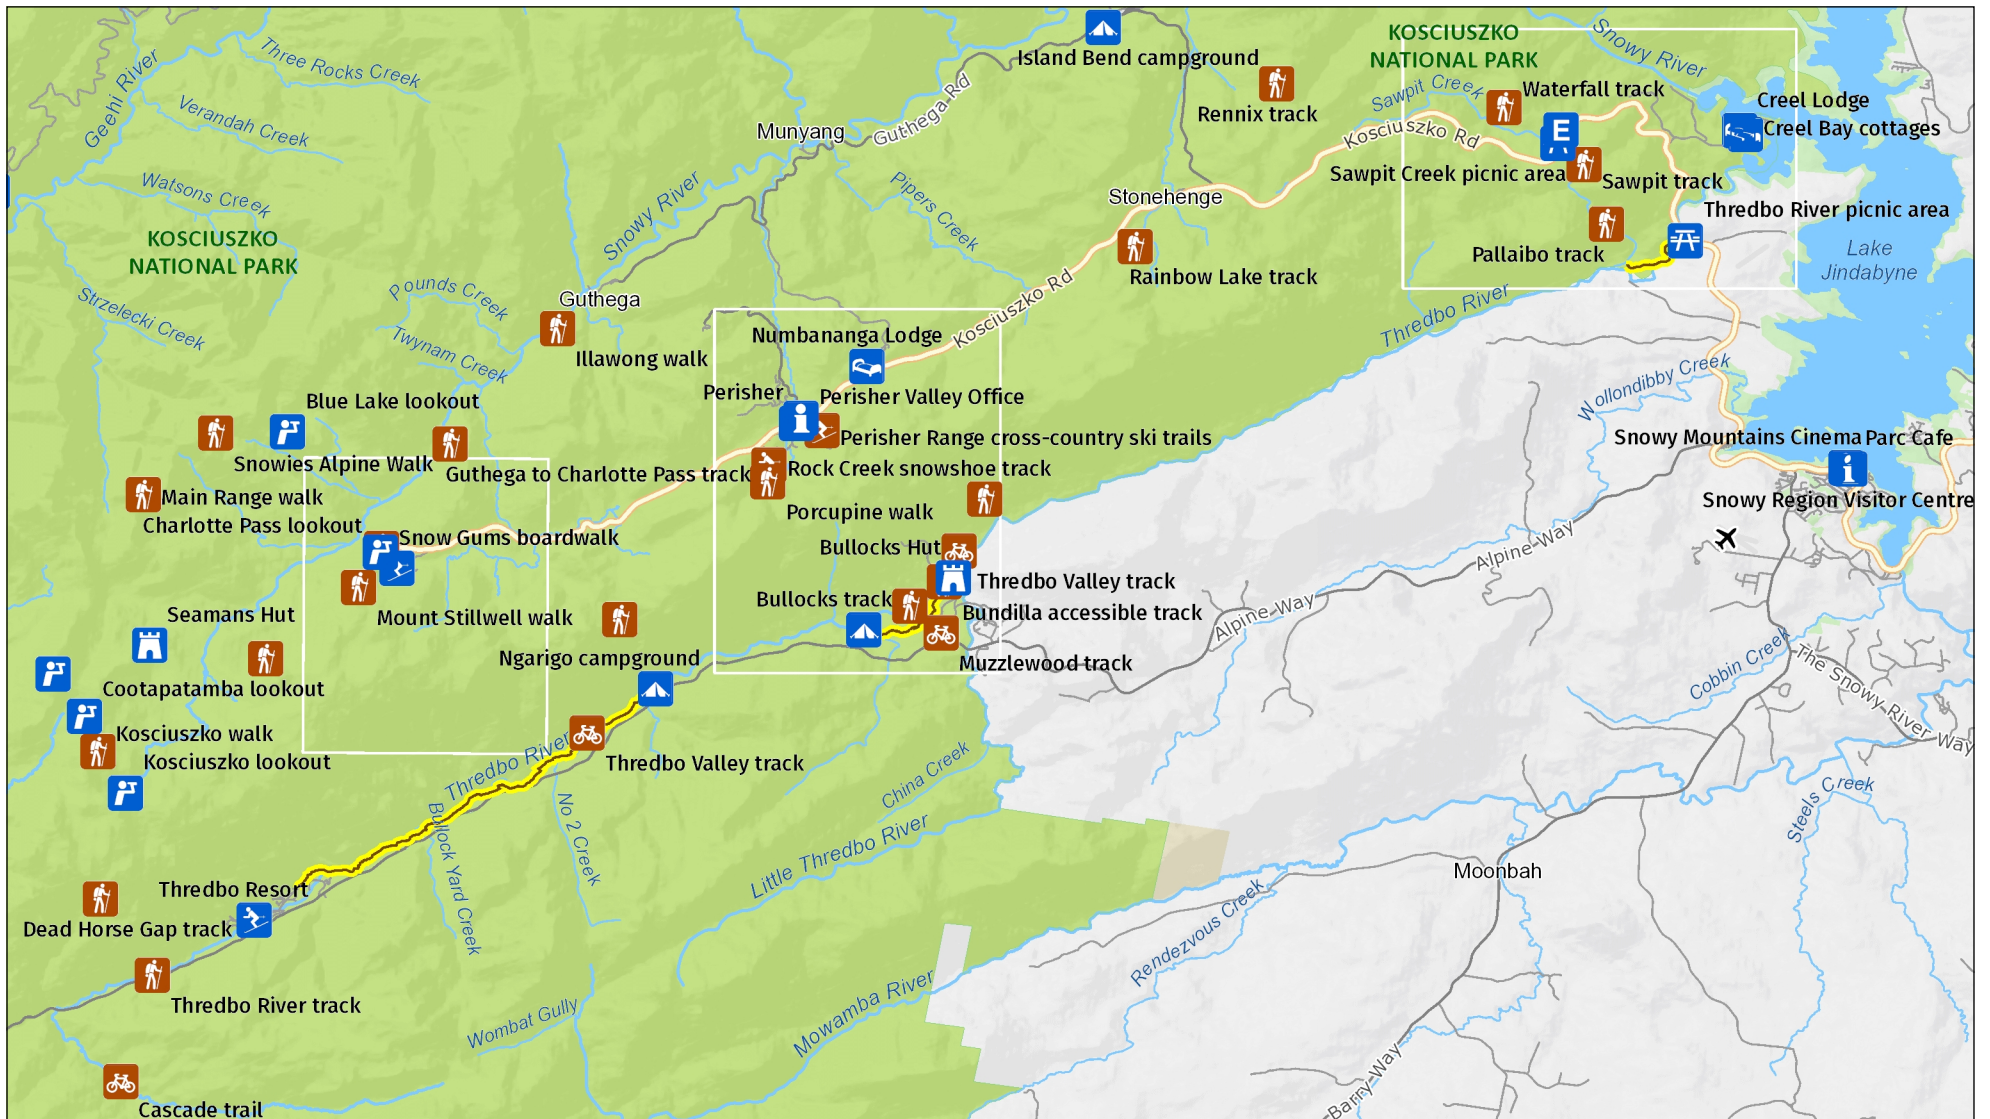 KOSCIUSZKO
NATIONAL PARK
Snowy River
Geehi River
Three Rocks Creek
Island Bend campground
Guthega Rd
Rennix track
Sawpit Creek
Waterfall track
Creel Lodge
Creel Bay cottages
Verandah Creek
Munyang
Kosciuszko Rd
E
Sawpit Creek picnic area
Sawpit track
Watsons Creek
Snowy River
Pipers Creek
Stonehenge
Thredbo River picnic area
KOSCIUSZKO
NATIONAL PARK
Pallaibo track
Lake
Jindabyne
Rainbow Lake track
Strzelecki Creek
Pounds Creek
Guthega
Kosciuszko Rd
Thredbo River
Twynam Creek
Illawong walk
Numbananga Lodge
Perisher
Perisher Valley Office
Wollondibby Creek
Blue Lake lookout
Perisher Range cross-country ski trails
Snowy Mountains Cinema
Parc Cafe
Snowies Alpine Walk
Guthega to Charlotte Pass track
Rock Creek snowshoe track
Main Range walk
Snowy Region Visitor Centre
Charlotte Pass lookout
Porcupine walk
Snow Gums boardwalk
Bullocks Hut
Alpine Way
Thredbo Valley track
Seamans Hut
Mount Stillwell walk
Bullocks track
Bundilla accessible track
Alpine Way
Ngarigo campground
Muzzlewood track
Cobbin Creek
The Snowy River Way
Cootapatamba lookout
Kosciuszko walk
Kosciuszko lookout
Thredbo River
Thredbo Valley track
China Creek
Steels Creek
Bullock Yard Creek
No 2 Creek
Little Thredbo River
Moonbah
Thredbo Resort
Dead Horse Gap track
Rendezvous Creek
Thredbo River track
Wombat Gully
Mowamba River
Barry Way
Cascade trail